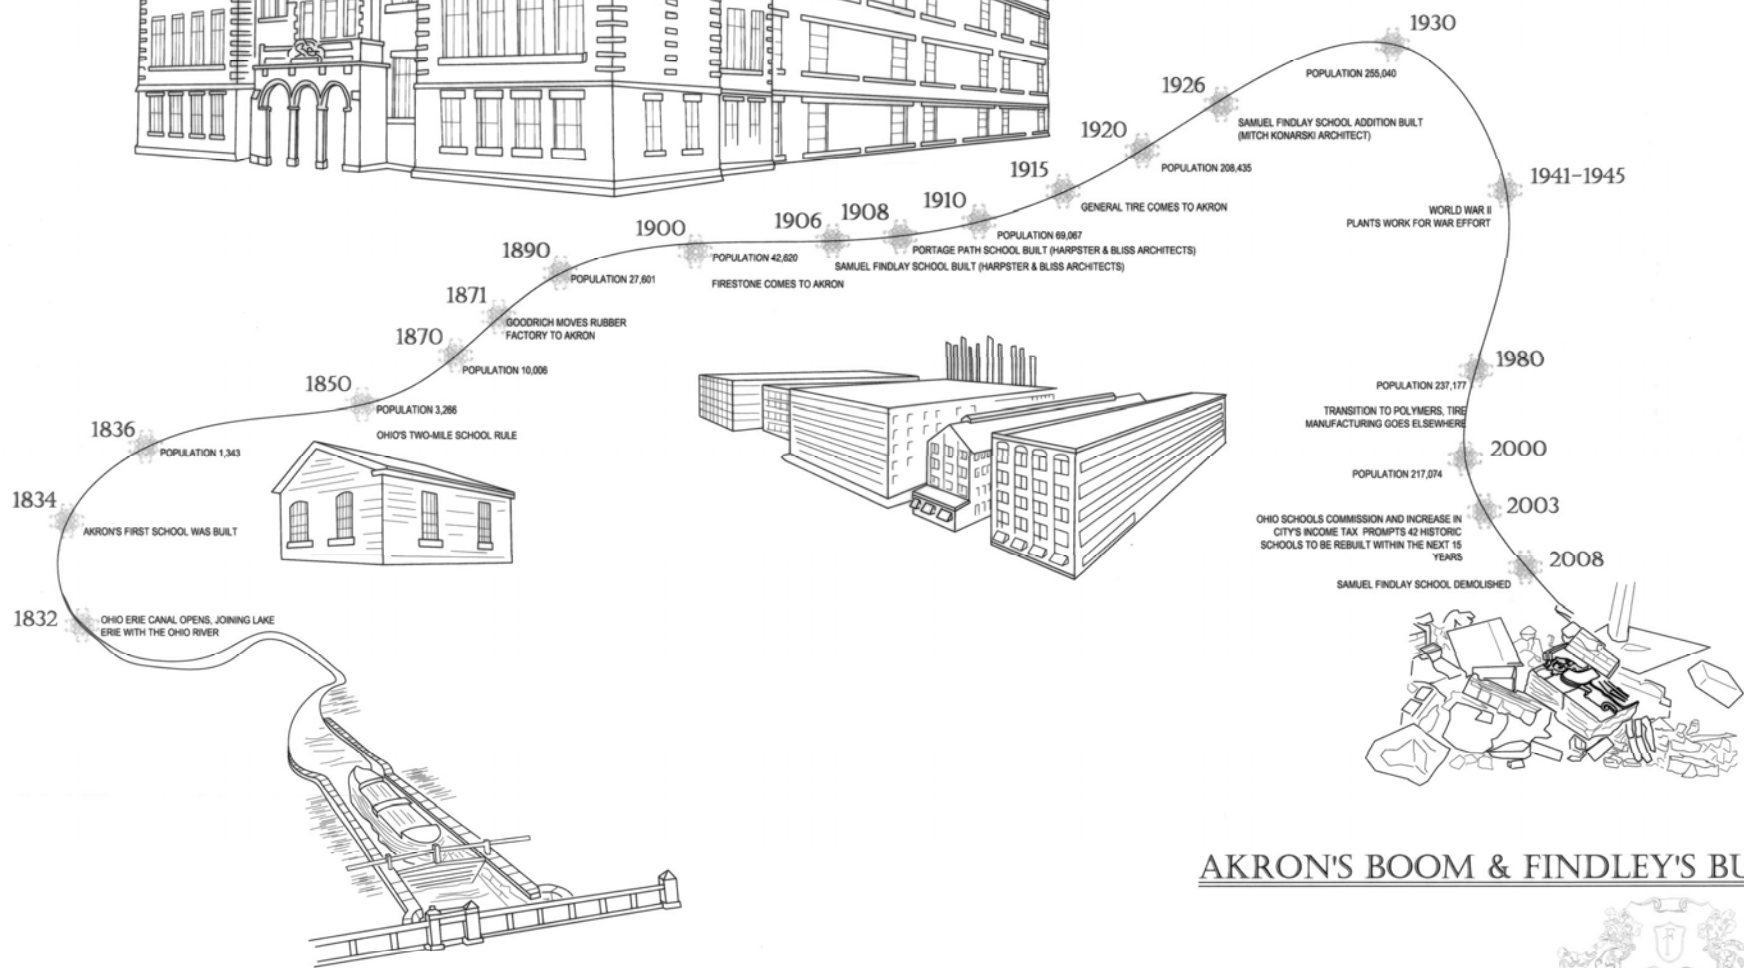 1832
OHIO ERIE CANAL OPENS, JOINING LAKE
ERIE WITH THE OHIO RIVER
1834
AKRON'S FIRST SCHOOL WAS BUILT
1836
POPULATION 1,343
1850
POPULATION 3,266
OHIO'S TWO-MILE SCHOOL RULE
1870
POPULATION 10,006
1871
GOODRICH MOVES RUBBER
FACTORY TO AKRON
1890
POPULATION 27,601
1900
POPULATION 42,620
FIRESTONE COMES TO AKRON
1906
SAMUEL FINDLAY SCHOOL BUILT (HARPSTER & BLISS ARCHITECTS)
1908
PORTAGE PATH SCHOOL BUILT (HARPSTER & BLISS ARCHITECTS)
1910
POPULATION 69,067
1915
GENERAL TIRE COMES TO AKRON
1920
POPULATION 208,435
1926
SAMUEL FINDLAY SCHOOL ADDITION BUILT
(MITCH KONARSKI ARCHITECT)
1930
POPULATION 255,040
1941-1945
WORLD WAR II
PLANTS WORK FOR WAR EFFORT
1980
POPULATION 237,177
TRANSITION TO POLYMERS, TIRE
MANUFACTURING GOES ELSEWHERE
2000
POPULATION 217,074
2003
OHIO SCHOOLS COMMISSION AND INCREASE IN
CITY'S INCOME TAX PROMPTS 42 HISTORIC
SCHOOLS TO BE REBUILT WITHIN THE NEXT 15
YEARS
2008
SAMUEL FINDLAY SCHOOL DEMOLISHED
AKRON'S BOOM & FINDLEY'S BU